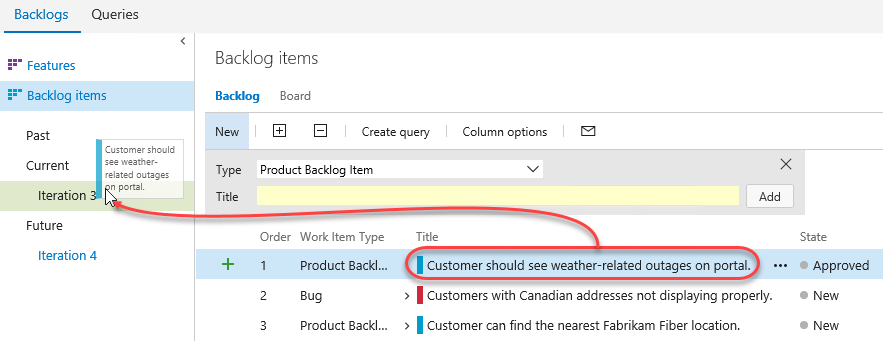 Backlogs Queries
Features
Backlog items
Past
Current
Iteration 3
Future
Iteration 4
Customer should
see weather-
related outages
on portal.
Backlog items
Backlog Board
New Create query Column options
Type Product Backlog Item
Title Add
Order Work Item Type Title State
1 Product Backl... Customer should see weather-related outages on portal. ... Approved
2 Bug Customers with Canadian addresses not displaying properly. New
3 Product Backl... Customer can find the nearest Fabrikam Fiber location. New